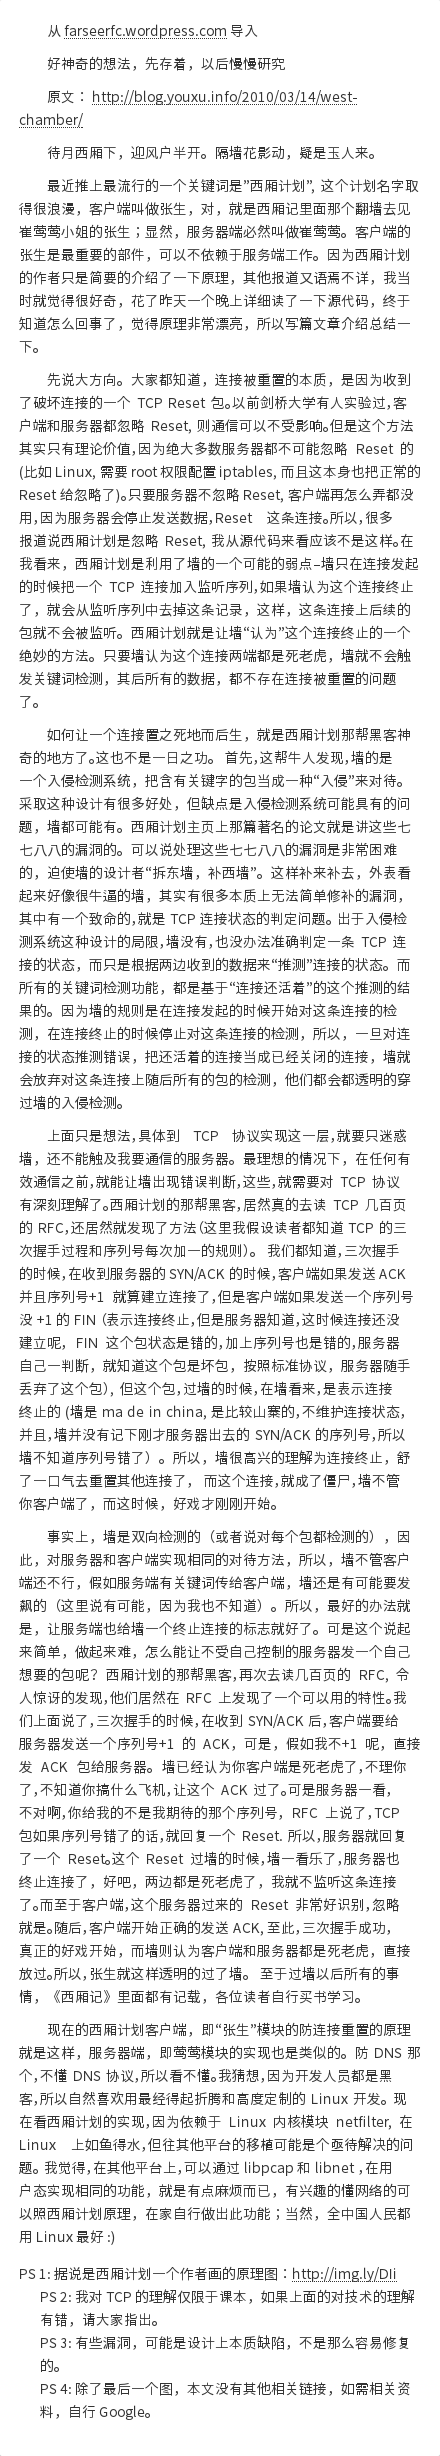 从 farseerfc.wordpress.com 导入
好神奇的想法，先存着，以后慢慢研究
原文： http://blog.youxu.info/2010/03/14/west-
chamber/
待月西厢下，迎风户半开。隔墙花影动，疑是玉人来。
最近推上最流行的一个关键词是”西厢计划”, 这个计划名字取
得很浪漫，客户端叫做张生，对，就是西厢记里面那个翻墙去见
崔莺莺小姐的张生；显然，服务器端必然叫做崔莺莺。客户端的
张生是最重要的部件，可以不依赖于服务端工作。因为西厢计划
的作者只是简要的介绍了一下原理，其他报道又语焉不详，我当
时就觉得很好奇，花了昨天一个晚上详细读了一下源代码，终于
知道怎么回事了，觉得原理非常漂亮，所以写篇文章介绍总结一
下。
先说大方向。大家都知道，连接被重置的本质，是因为收到
了破坏连接的一个 TCP Reset 包。以前剑桥大学有人实验过,客
户端和服务器都忽略 Reset, 则通信可以不受影响。但是这个方法
其实只有理论价值,因为绝大多数服务器都不可能忽略 Reset 的
(比如 Linux, 需要 root 权限配置iptables, 而且这本身也把正常的
Reset 给忽略了)。只要服务器不忽略 Reset, 客户端再怎么弄都没
用,因为服务器会停止发送数据,Reset 这条连接。所以,很多
报道说西厢计划是忽略 Reset, 我从源代码来看应该不是这样。在
我看来，西厢计划是利用了墙的一个可能的弱点–墙只在连接发起
的时候把一个 TCP 连接加入监听序列,如果墙认为这个连接终止
了，就会从监听序列中去掉这条记录，这样，这条连接上后续的
包就不会被监听。西厢计划就是让墙“认为”这个连接终止的一个
绝妙的方法。只要墙认为这个连接两端都是死老虎，墙就不会触
发关键词检测，其后所有的数据，都不存在连接被重置的问题
了。
如何让一个连接置之死地而后生，就是西厢计划那帮黑客神
奇的地方了。这也不是一日之功。 首先,这帮牛人发现,墙的是
一个入侵检测系统，把含有关键字的包当成一种“入侵”来对待。
采取这种设计有很多好处，但缺点是入侵检测系统可能具有的问
题，墙都可能有。西厢计划主页上那篇著名的论文就是讲这些七
七八八的漏洞的。可以说处理这些七七八八的漏洞是非常困难
的，迫使墙的设计者“拆东墙，补西墙”。这样补来补去，外表看
起来好像很牛逼的墙，其实有很多本质上无法简单修补的漏洞，
其中有一个致命的,就是 TCP 连接状态的判定问题。 出于入侵检
测系统这种设计的局限,墙没有,也没办法准确判定一条 TCP 连
接的状态，而只是根据两边收到的数据来“推测”连接的状态。而
所有的关键词检测功能，都是基于“连接还活着”的这个推测的结
果的。因为墙的规则是在连接发起的时候开始对这条连接的检
测，在连接终止的时候停止对这条连接的检测，所以，一旦对连
接的状态推测错误，把还活着的连接当成已经关闭的连接，墙就
会放弃对这条连接上随后所有的包的检测，他们都会都透明的穿
过墙的入侵检测。
上面只是想法,具体到 TCP 协议实现这一层,就要只迷惑
墙，还不能触及我要通信的服务器。最理想的情况下，在任何有
效通信之前,就能让墙出现错误判断,这些,就需要对 TCP 协议
有深刻理解了。西厢计划的那帮黑客,居然真的去读 TCP 几百页
的 RFC,还居然就发现了方法(这里我假设读者都知道 TCP 的三
次握手过程和序列号每次加一的规则)。 我们都知道,三次握手
的时候,在收到服务器的 SYN/ACK 的时候,客户端如果发送 ACK
并且序列号+1 就算建立连接了,但是客户端如果发送一个序列号
没 +1 的 FIN (表示连接终止,但是服务器知道,这时候连接还没
建立呢， FIN 这个包状态是错的,加上序列号也是错的,服务器
自己一判断，就知道这个包是坏包，按照标准协议，服务器随手
丢弃了这个包), 但这个包,过墙的时候,在墙看来,是表示连接
终止的 (墙是 ma de in china, 是比较山寨的,不维护连接状态,
并且,墙并没有记下刚才服务器出去的 SYN/ACK 的序列号,所以
墙不知道序列号错了）。所以，墙很高兴的理解为连接终止，舒
了一口气去重置其他连接了， 而这个连接,就成了僵尸,墙不管
你客户端了，而这时候，好戏才刚刚开始。
事实上，墙是双向检测的（或者说对每个包都检测的），因
此，对服务器和客户端实现相同的对待方法，所以，墙不管客户
端还不行，假如服务端有关键词传给客户端，墙还是有可能要发
飙的（这里说有可能，因为我也不知道）。所以，最好的办法就
是，让服务端也给墙一个终止连接的标志就好了。可是这个说起
来简单，做起来难，怎么能让不受自己控制的服务器发一个自己
想要的包呢？ 西厢计划的那帮黑客,再次去读几百页的 RFC, 令
人惊讶的发现,他们居然在 RFC 上发现了一个可以用的特性。我
们上面说了,三次握手的时候,在收到 SYN/ACK 后,客户端要给
服务器发送一个序列号+1 的 ACK，可是，假如我不+1 呢，直接
发 ACK 包给服务器。 墙已经认为你客户端是死老虎了,不理你
了,不知道你搞什么飞机,让这个 ACK 过了。可是服务器一看,
不对啊,你给我的不是我期待的那个序列号， RFC 上说了,TCP
包如果序列号错了的话,就回复一个 Reset. 所以,服务器就回复
了一个 Reset。这个 Reset 过墙的时候,墙一看乐了,服务器也
终止连接了，好吧，两边都是死老虎了，我就不监听这条连接
了。而至于客户端,这个服务器过来的 Reset 非常好识别,忽略
就是。随后,客户端开始正确的发送 ACK, 至此,三次握手成功,
真正的好戏开始，而墙则认为客户端和服务器都是死老虎，直接
放过。所以,张生就这样透明的过了墙。 至于过墙以后所有的事
情，《西厢记》里面都有记载，各位读者自行买书学习。
现在的西厢计划客户端，即“张生”模块的防连接重置的原理
就是这样，服务器端，即莺莺模块的实现也是类似的。防 DNS 那
个,不懂 DNS 协议,所以看不懂。我猜想,因为开发人员都是黑
客,所以自然喜欢用最经得起折腾和高度定制的 Linux 开发。 现
在看西厢计划的实现,因为依赖于 Linux 内核模块 netfilter, 在
Linux 上如鱼得水,但往其他平台的移植可能是个亟待解决的问
题。 我觉得,在其他平台上,可以通过 libpcap 和 libnet ,在用
户态实现相同的功能，就是有点麻烦而已，有兴趣的懂网络的可
以照西厢计划原理，在家自行做出此功能；当然，全中国人民都
用 Linux 最好 :)
PS 1: 据说是西厢计划一个作者画的原理图：http://img.ly/DIi
PS 2: 我对 TCP 的理解仅限于课本，如果上面的对技术的理解
有错，请大家指出。
PS 3: 有些漏洞，可能是设计上本质缺陷，不是那么容易修复
的。
PS 4: 除了最后一个图，本文没有其他相关链接，如需相关资
料，自行 Google。